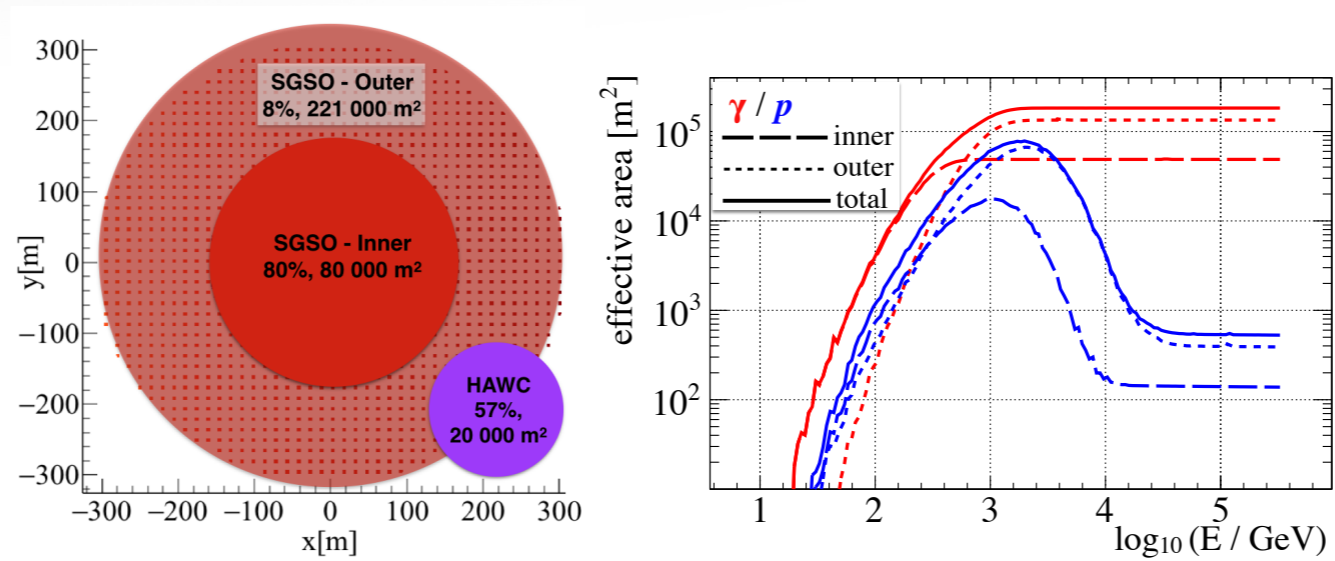 300
200
100
0
−100
−200
−300
y[m]
SGSO - Outer
8%, 221 000 m²
SGSO - Inner
80%, 80 000 m²
HAWC
57%,
20 000 m²
−300 −200 −100 0 100 200 300
x[m]
effective area [m²]
10⁵
10⁴
10³
10²
γ / p
inner
outer
total
1 2 3 4 5
log₁₀ (E / GeV)